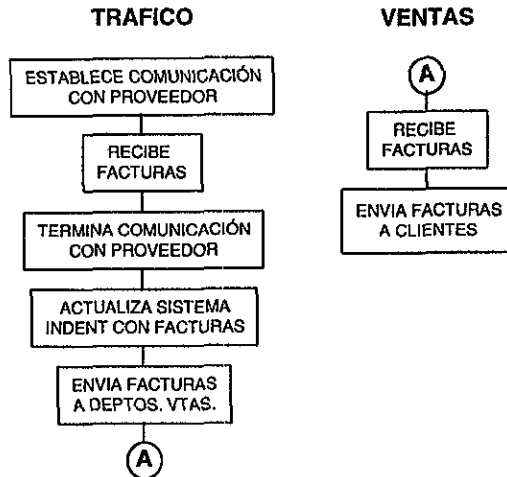 TRAFICO
ESTABLECE COMUNICACIÓN
CON PROVEEDOR
RECIBE
FACTURAS
TERMINA COMUNICACIÓN
CON PROVEEDOR
ACTUALIZA SISTEMA
INDENT CON FACTURAS
ENVIA FACTURAS
A DEPTOS. VTAS.
A
VENTAS
A
RECIBE
FACTURAS
ENVIA FACTURAS
A CLIENTES